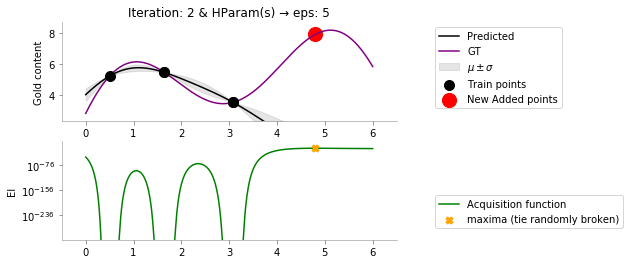 Iteration: 2 & HParam(s) → eps: 5
Gold content
8
6
4
0 1 2 3 4 5 6
Predicted
GT
μ ± σ
Train points
New Added points
EI
10⁻⁷⁶
10⁻¹⁵⁶
10⁻²³⁶
0 1 2 3 4 5 6
Acquisition function
maxima (tie randomly broken)